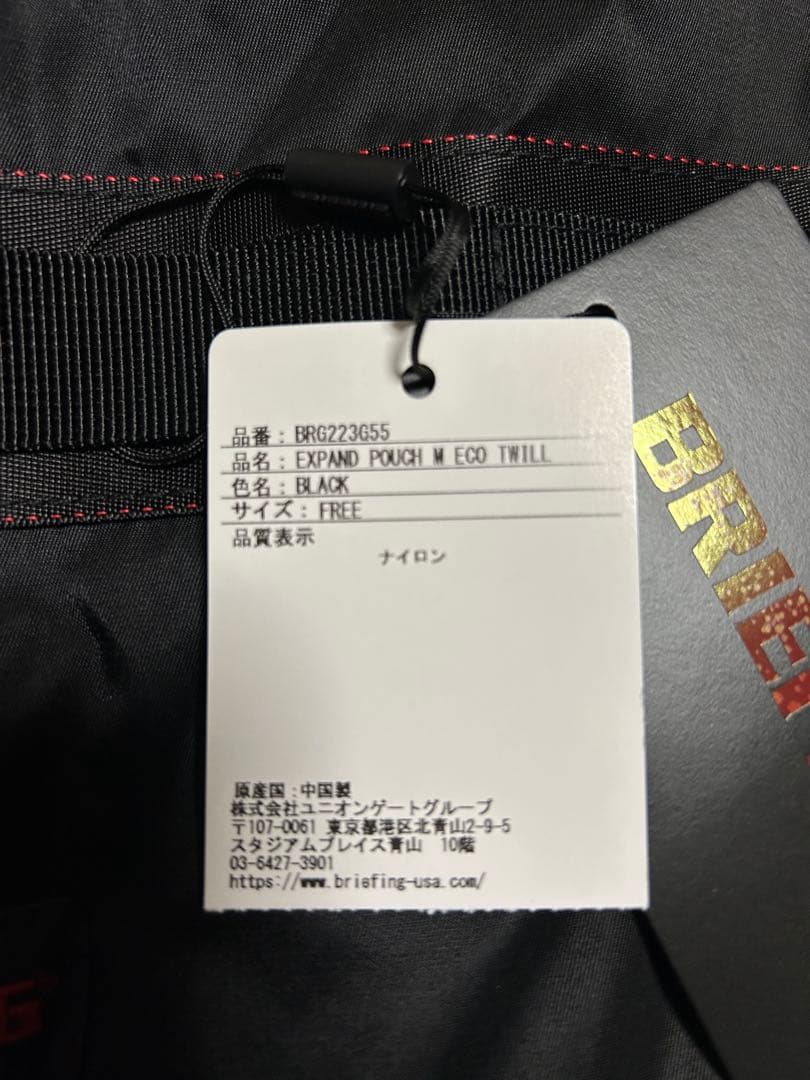 品番: BRG223G55
品名: EXPAND POUCH M ECO TWILL
色名: BLACK
サイズ: FREE
品質表示
ナイロン
原産国:中国製
株式会社ユニオンゲートグループ
〒107-0061 東京都港区北青山2-9-5
スタジアムプレイス青山 10階
03-6427-3901
https://www.briefing-usa.com/
BRIE
G